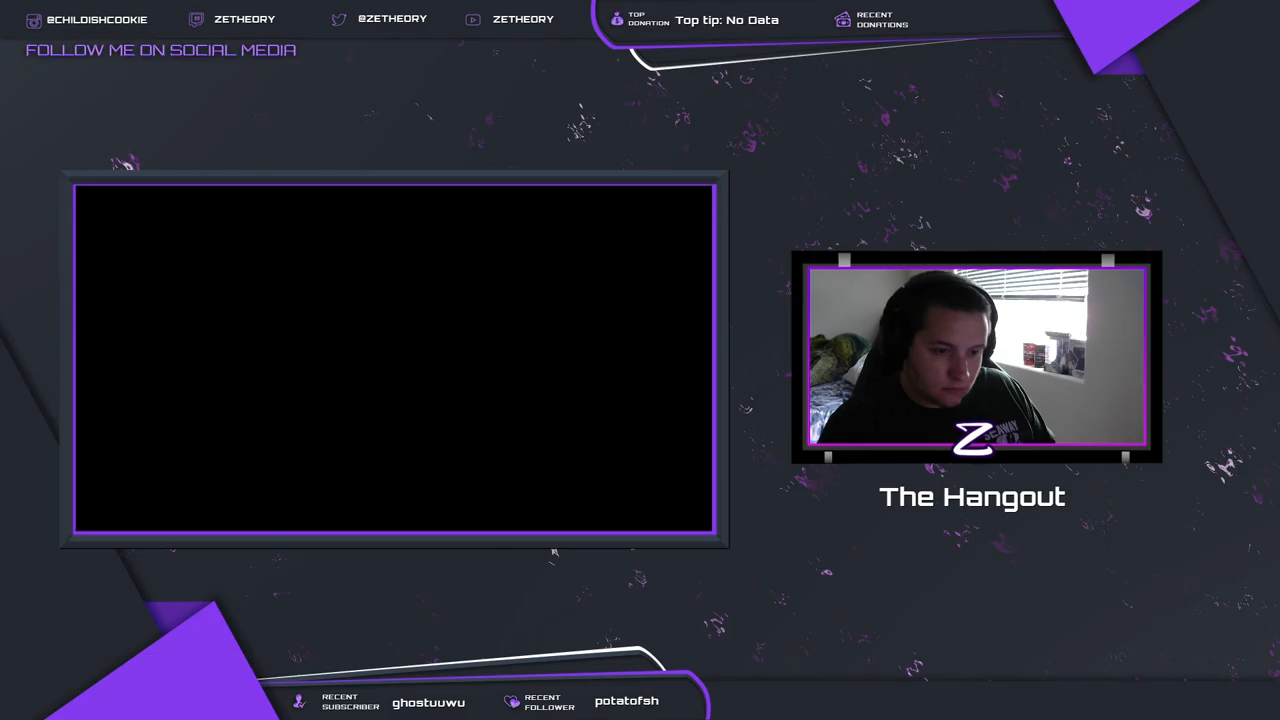 @CHILDISHCOOKIE
ZETHEORY
@ZETHEORY
ZETHEORY
TOP
DONATION
Top tip: No Data
RECENT
DONATIONS
FOLLOW ME ON SOCIAL MEDIA
SEAWAY
Z
The Hangout
RECENT
SUBSCRIBER
ghostuuwu
RECENT
FOLLOWER
potatofsh